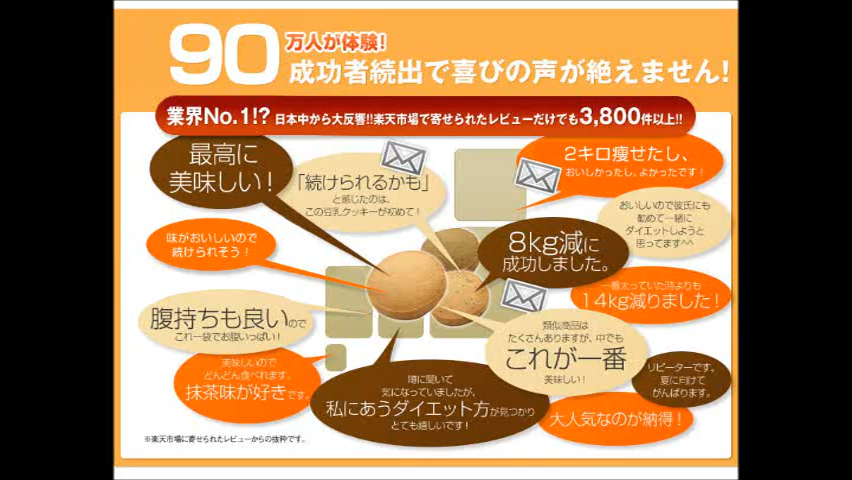 90万人が体験!
成功者続出で喜びの声が絶えません!
業界No.1!? 日本中から大反響!!楽天市場で寄せられたレビューだけでも3,800件以上!!
最高に
美味しい！
「続けられるかも」
と感じたのは、
この豆乳クッキーが初めて！
2キロ痩せたし、
おいしかったし、よかったです！
おいしいので彼氏にも
勧めて一緒に
ダイエットしようと
思ってます^^
味がおいしいので
続けられそう！
8kg減に
成功しました。
一番太っていた時よりも
14kg減りました！
腹持ちも良いので
これ一袋でお腹いっぱい！
類似商品は
たくさんありますが、中でも
これが一番
美味しい！
美味しいので
どんどん食べれます。
抹茶味が好きです。
噂に聞いて
気になっていましたが、
私にあうダイエット方が見つかり
とても嬉しいです！
リピーターです。
夏に向けて
がんばります。
大人気なのが納得！
※楽天市場に寄せられたレビューからの抜粋です。